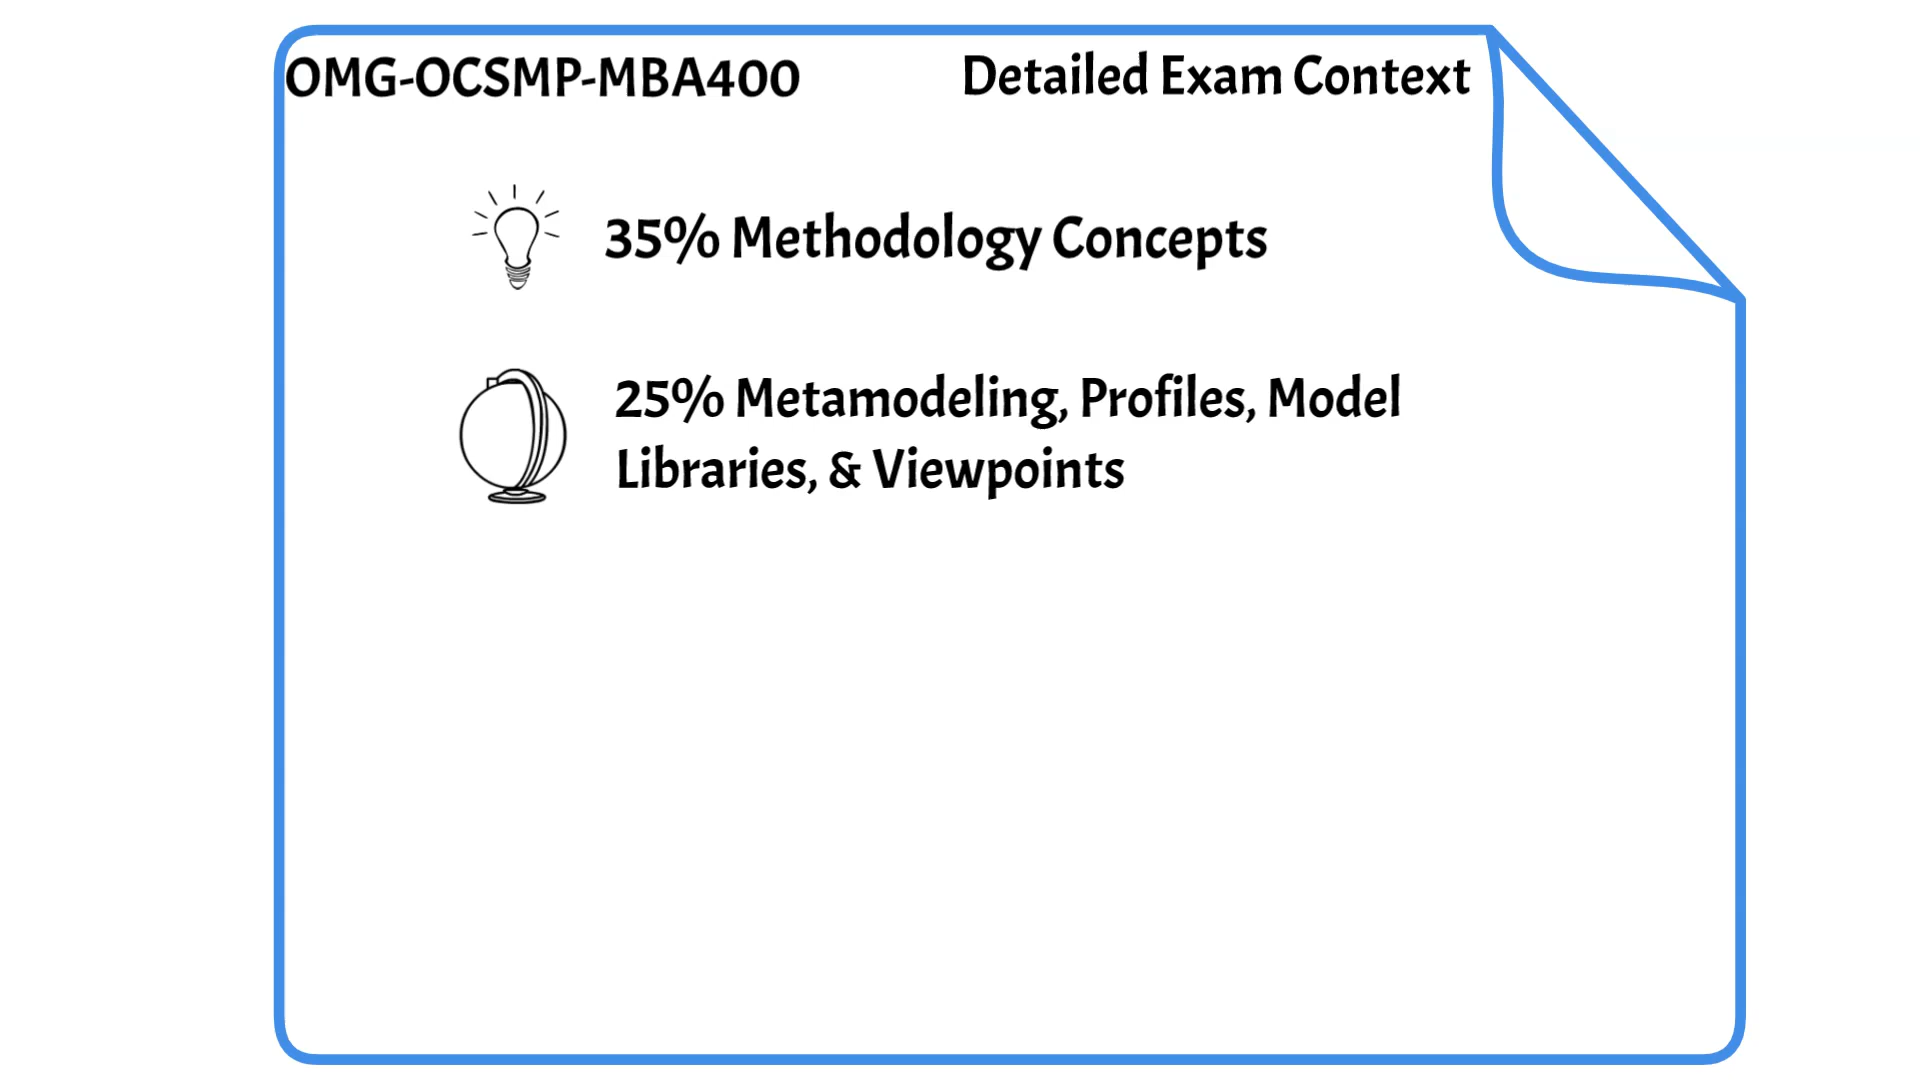 OMG-OCSMP-MBA400
Detailed Exam Context
35% Methodology Concepts
25% Metamodeling, Profiles, Model
Libraries, & Viewpoints